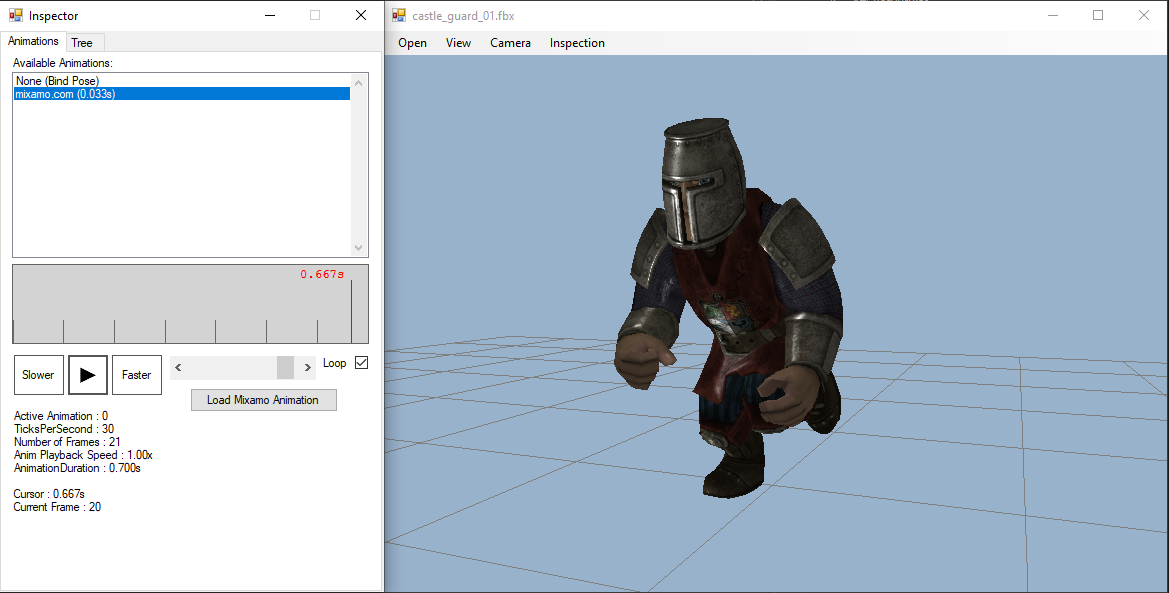 Inspector
Animations
Tree
Available Animations:
None (Bind Pose)
mixamo.com (0.033s)
0.667s
Slower
Faster
Loop
Load Mixamo Animation
Active Animation : 0
TicksPerSecond : 30
Number of Frames : 21
Anim Playback Speed : 1.00x
AnimationDuration : 0.700s
Cursor : 0.667s
Current Frame : 20
castle_guard_01.fbx
Open View Camera Inspection